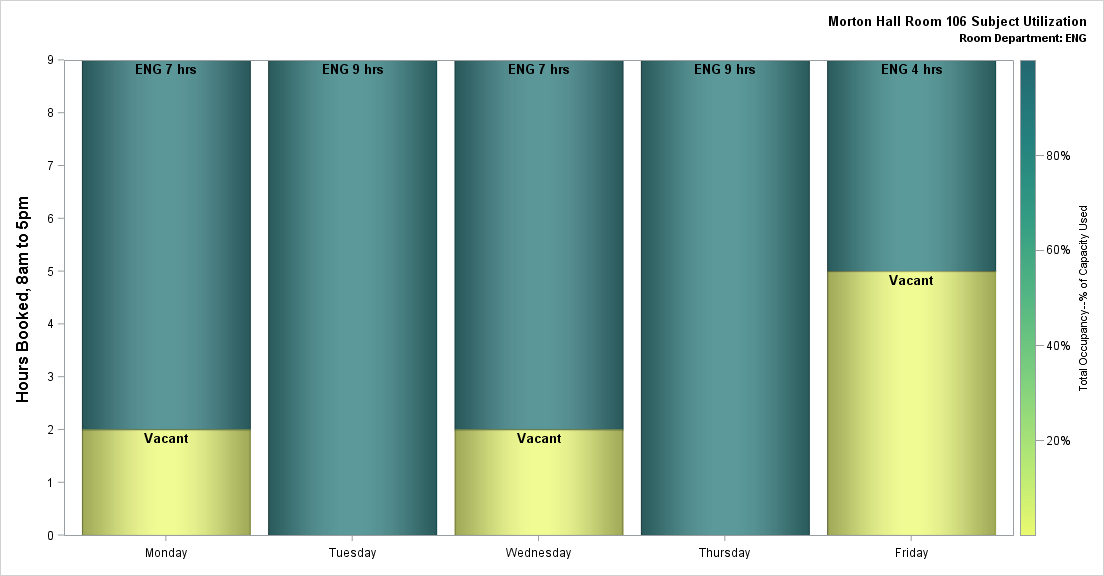 Morton Hall Room 106 Subject Utilization
Room Department: ENG
Hours Booked, 8am to 5pm
9
8
7
6
5
4
3
2
1
0
ENG 7 hrs
ENG 9 hrs
ENG 7 hrs
ENG 9 hrs
ENG 4 hrs
Vacant
Vacant
Vacant
Monday
Tuesday
Wednesday
Thursday
Friday
80%
60%
40%
20%
Total Occupancy--% of Capacity Used